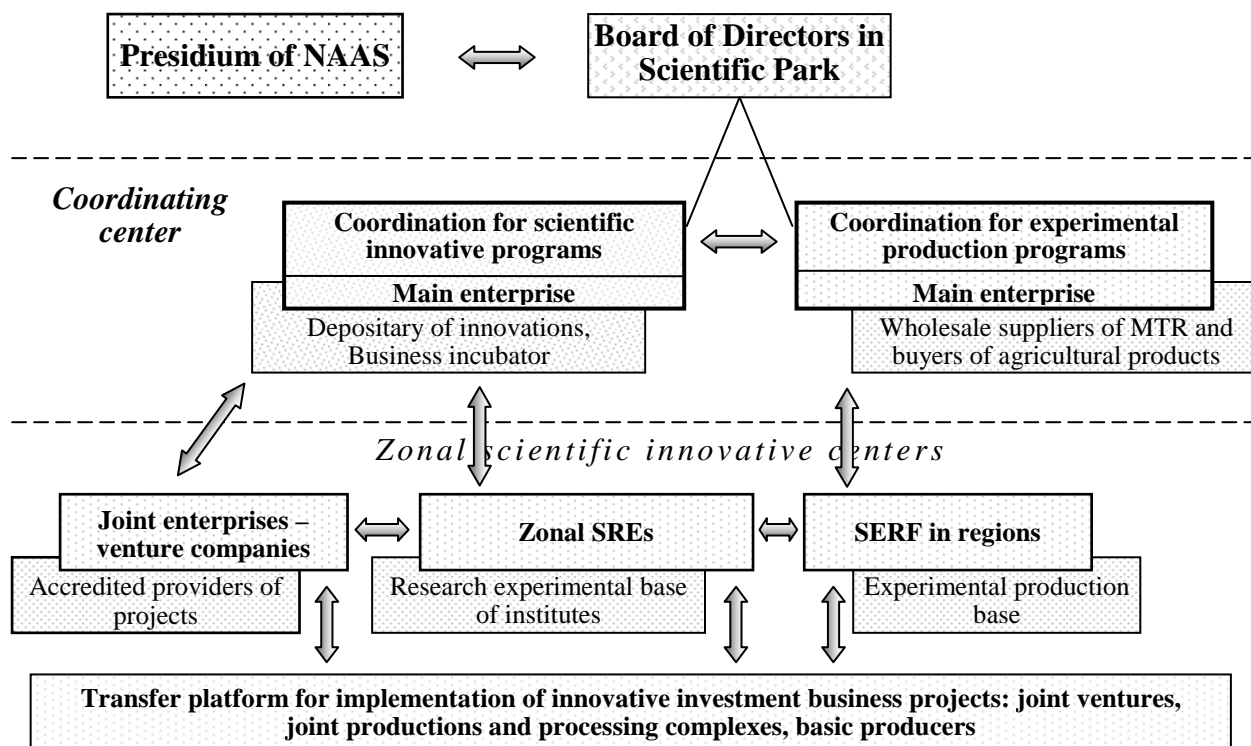 Presidium of NAAS
Board of Directors in
Scientific Park
Coordinating
center
Coordination for scientific
innovative programs
Main enterprise
Depositary of innovations,
Business incubator
Coordination for experimental
production programs
Main enterprise
Wholesale suppliers of MTR and
buyers of agricultural products
Zonal scientific innovative centers
Joint enterprises –
venture companies
Accredited providers of
projects
Zonal SREs
Research experimental base
of institutes
SERF in regions
Experimental production
base
Transfer platform for implementation of innovative investment business projects: joint ventures,
joint productions and processing complexes, basic producers